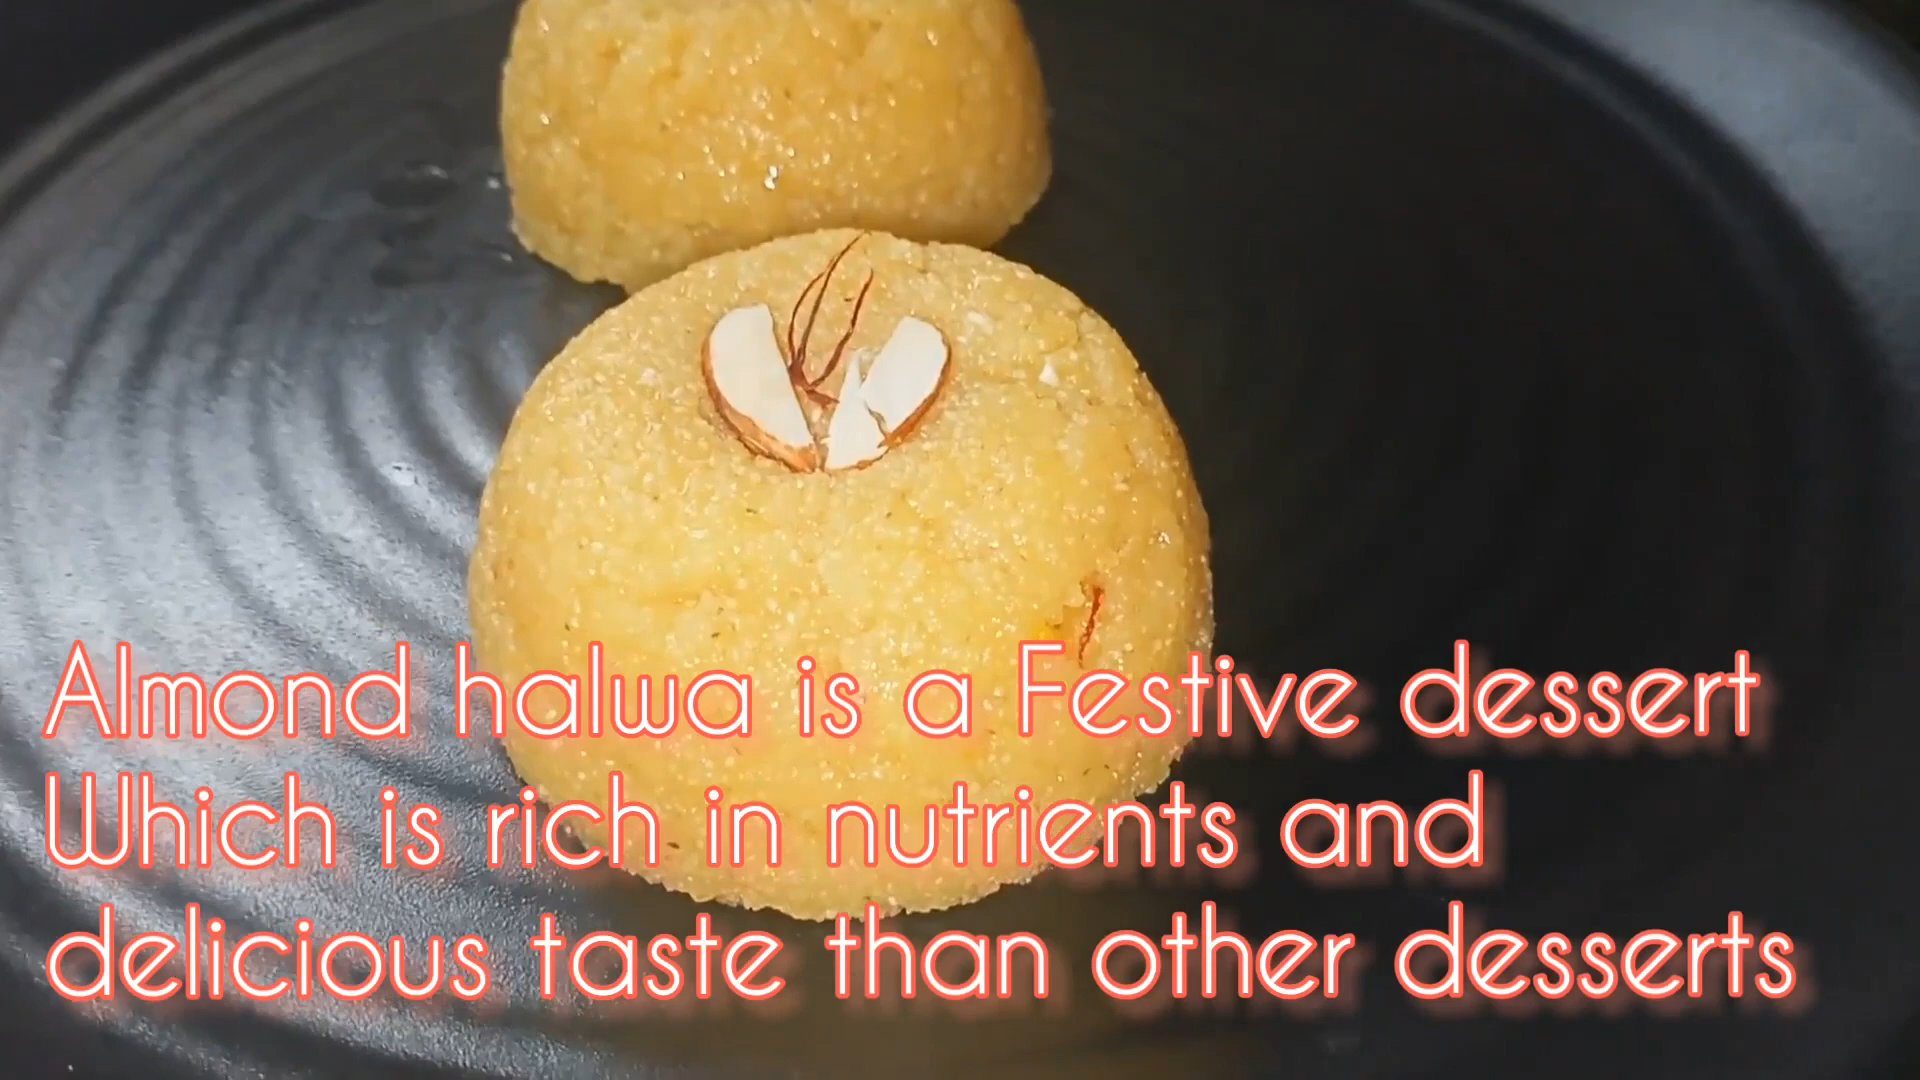 Almond halwa is a Festive dessert
Which is rich in nutrients and
delicious taste than other desserts